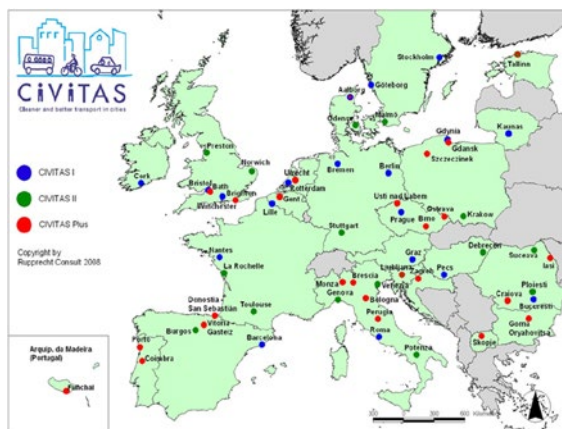 CiViTAS
Cleaner and better transport in cities
CIVITAS I
CIVITAS II
CIVITAS Plus
Copyright by
Rupprecht Consult 2008
Arquip. da Madeira
(Portugal)
Funchal
Stockholm
Tallinn
Göteborg
Aalborg
Odense
Malmö
Kaunas
Gdynia
Gdansk
Szczecinek
Preston
Norwich
Cork
Bristol
Bath
Brighton
Winchester
Utrecht
Rotterdam
Gent
Lille
Bremen
Berlin
Usti nad Labem
Prague
Brno
Ostrava
Krakow
Stuttgart
Nantes
La Rochelle
Graz
Ljubljana
Zagreb
Pecs
Debrecen
Suceava
Iasi
Ploiesti
Craiova
Bucuresti
Gorna
Oryahovitsa
Skopje
Monza
Brescia
Venezia
Genova
Bologna
Perugia
Roma
Potenza
Toulouse
Donostia -
San Sebastián
Vitoria
Gasteiz
Burgos
Barcelona
Porto
Coimbra
300
0
300
600